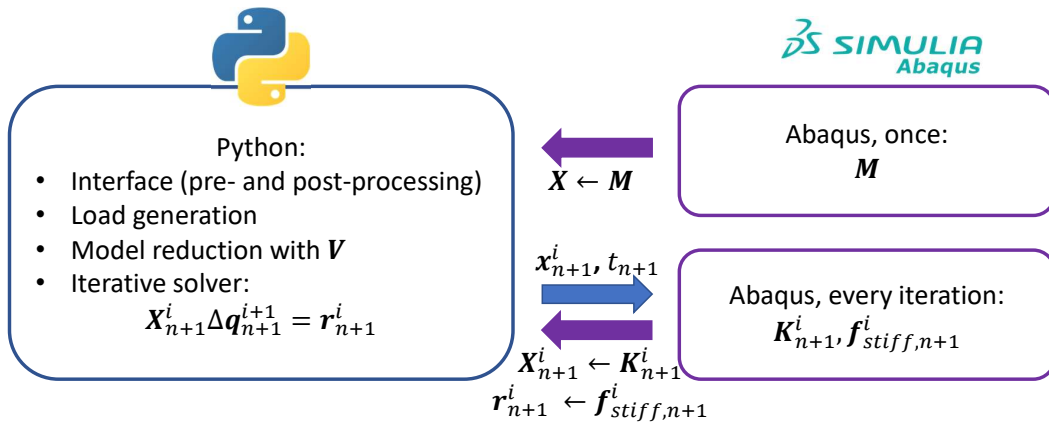 SIMULIA
Abaqus
Python:
• Interface (pre- and post-processing)
• Load generation
• Model reduction with V
• Iterative solver:
X^i_{n+1} Δq^{i+1}_{n+1} = r^i_{n+1}
X ← M
Abaqus, once:
M
x^i_{n+1}, t_{n+1}
X^i_{n+1} ← K^i_{n+1}
r^i_{n+1} ← f^i_{stiff,n+1}
Abaqus, every iteration:
K^i_{n+1}, f^i_{stiff,n+1}